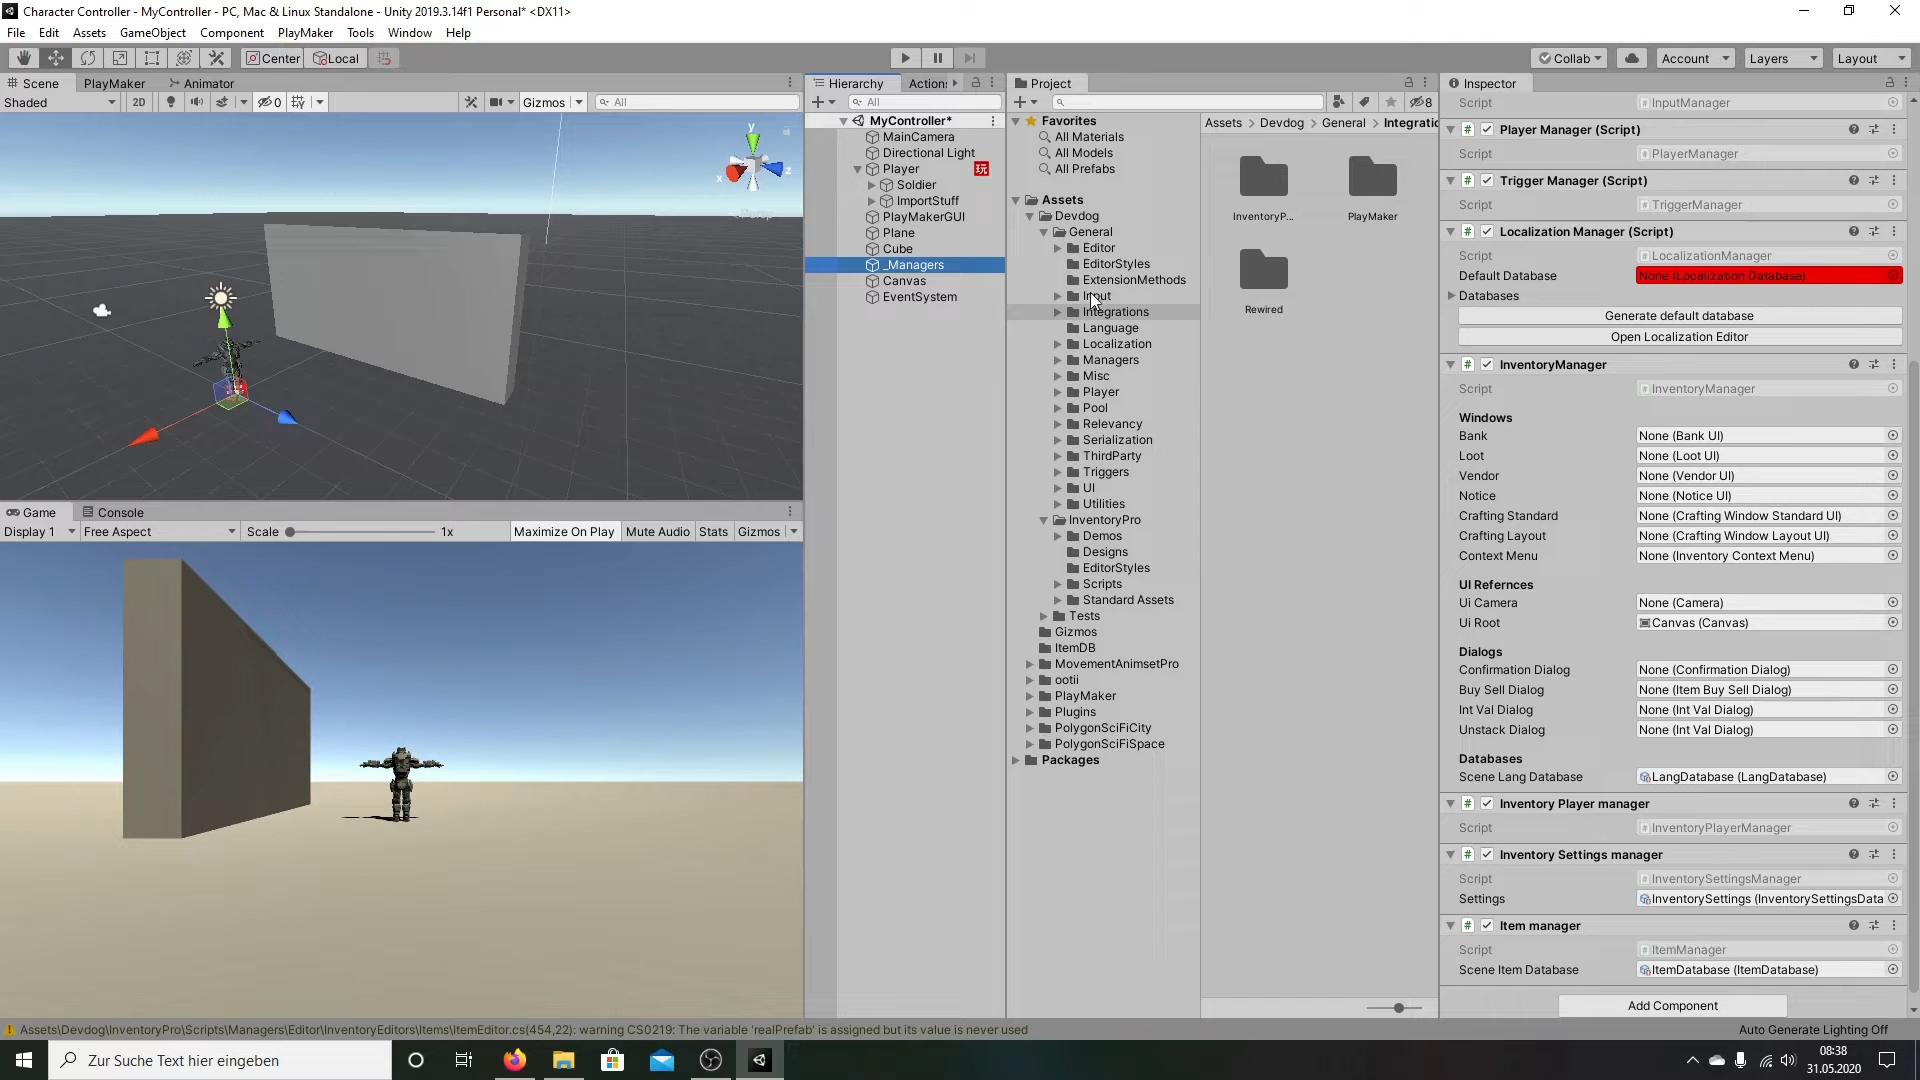 Character Controller - MyController - PC, Mac & Linux Standalone - Unity 2019.3.14f1 Personal* <DX11>
File Edit Assets GameObject Component PlayMaker Tools Window Help
Center Local Collab Account Layers Layout
Scene PlayMaker Animator
Shaded 2D 0 Gizmos All
y
x
z
Persp
Game Console
Display 1 Free Aspect Scale 1x Maximize On Play Mute Audio Stats Gizmos
Hierarchy Actions
All
MyController*
MainCamera
Directional Light
Player 玩
Soldier
ImportStuff
PlayMakerGUI
Plane
Cube
_Managers
Canvas
EventSystem
Project
8
Favorites
All Materials
All Models
All Prefabs
Assets
Devdog
General
Editor
EditorStyles
ExtensionMethods
Input
Integrations
Language
Localization
Managers
Misc
Player
Pool
Relevancy
Serialization
ThirdParty
Triggers
UI
Utilities
InventoryPro
Demos
Designs
EditorStyles
Scripts
Standard Assets
Tests
Gizmos
ItemDB
MovementAnimsetPro
ootii
PlayMaker
Plugins
PolygonSciFiCity
PolygonSciFiSpace
Packages
Assets > Devdog > General > Integratio
InventoryP... PlayMaker
Rewired
Inspector
Script InputManager
Player Manager (Script)
Script PlayerManager
Trigger Manager (Script)
Script TriggerManager
Localization Manager (Script)
Script LocalizationManager
Default Database None (Localization Database)
Databases
Generate default database
Open Localization Editor
InventoryManager
Script InventoryManager
Windows
Bank None (Bank UI)
Loot None (Loot UI)
Vendor None (Vendor UI)
Notice None (Notice UI)
Crafting Standard None (Crafting Window Standard UI)
Crafting Layout None (Crafting Window Layout UI)
Context Menu None (Inventory Context Menu)
UI Refernces
Ui Camera None (Camera)
Ui Root Canvas (Canvas)
Dialogs
Confirmation Dialog None (Confirmation Dialog)
Buy Sell Dialog None (Item Buy Sell Dialog)
Int Val Dialog None (Int Val Dialog)
Unstack Dialog None (Int Val Dialog)
Databases
Scene Lang Database LangDatabase (LangDatabase)
Inventory Player manager
Script InventoryPlayerManager
Inventory Settings manager
Script InventorySettingsManager
Settings InventorySettings (InventorySettingsData
Item manager
Script ItemManager
Scene Item Database ItemDatabase (ItemDatabase)
Add Component
Assets\Devdog\InventoryPro\Scripts\Managers\Editor\InventoryEditors\Items\ItemEditor.cs(454,22): warning CS0219: The variable 'realPrefab' is assigned but its value is never used
Auto Generate Lighting Off
Zur Suche Text hier eingeben
08:38
31.05.2020